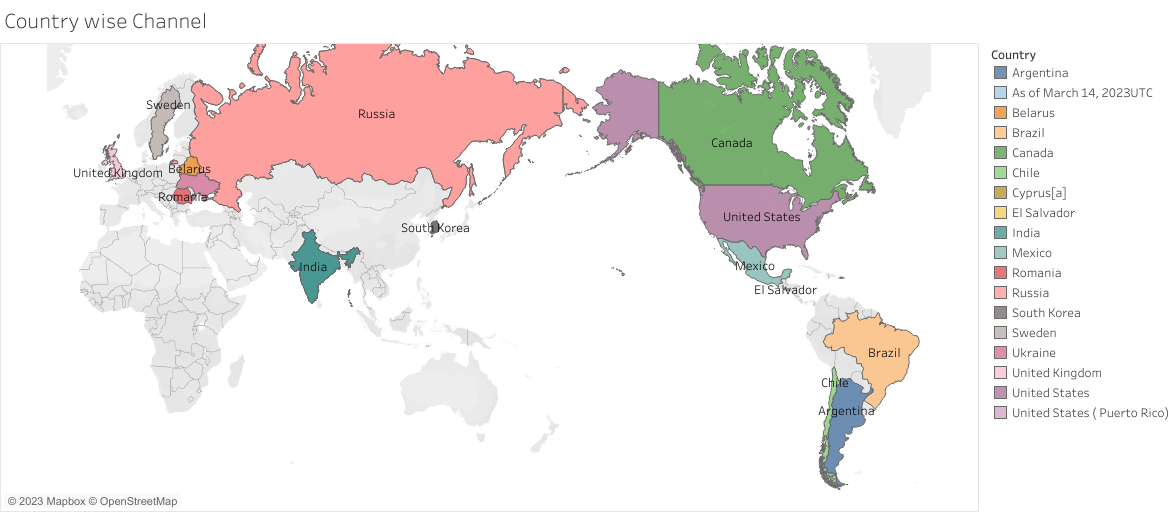 Country wise Channel
Sweden
Russia
United Kingdom
Belarus
Romania
South Korea
India
Canada
United States
Mexico
El Salvador
Brazil
Chile
Argentina
© 2023 Mapbox © OpenStreetMap
Country
Argentina
As of March 14, 2023UTC
Belarus
Brazil
Canada
Chile
Cyprus[a]
El Salvador
India
Mexico
Romania
Russia
South Korea
Sweden
Ukraine
United Kingdom
United States
United States ( Puerto Rico)